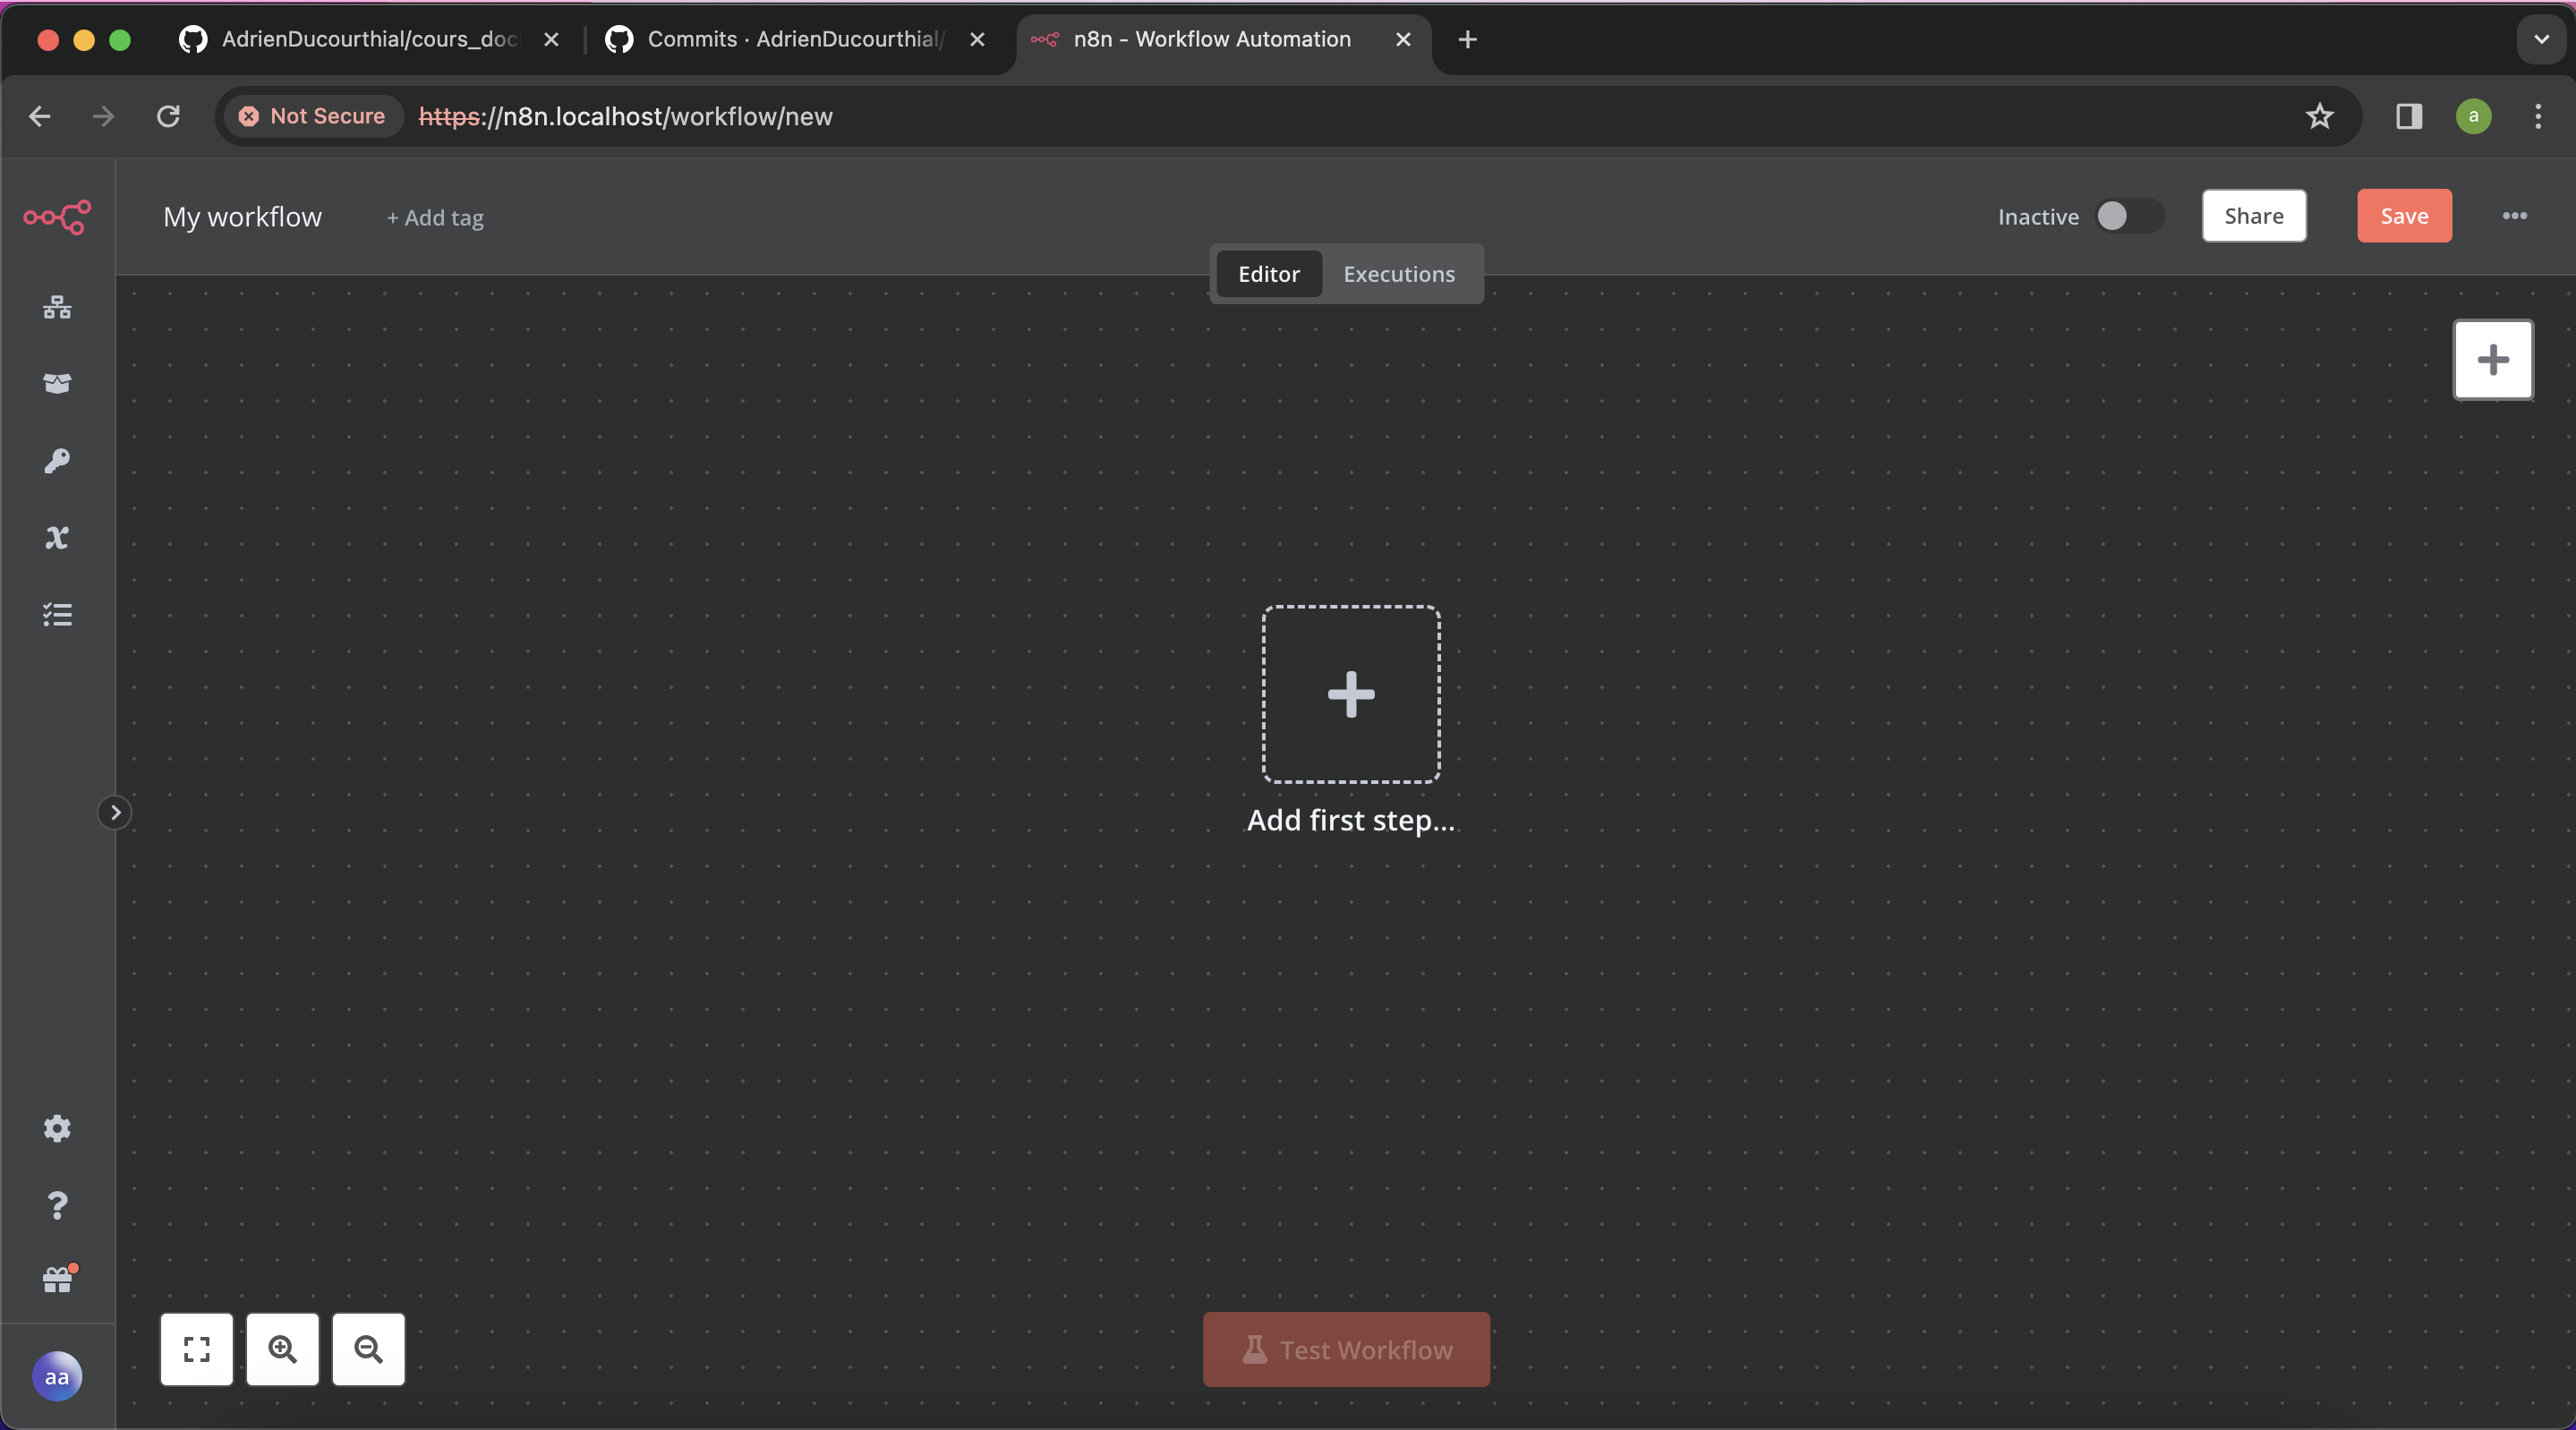 AdrienDucourthial/cours_doc
Commits · AdrienDucourthial/
n8n - Workflow Automation
Not Secure
https://n8n.localhost/workflow/new
a
My workflow
+ Add tag
Inactive
Share
Save
Editor
Executions
Add first step...
Test Workflow
aa